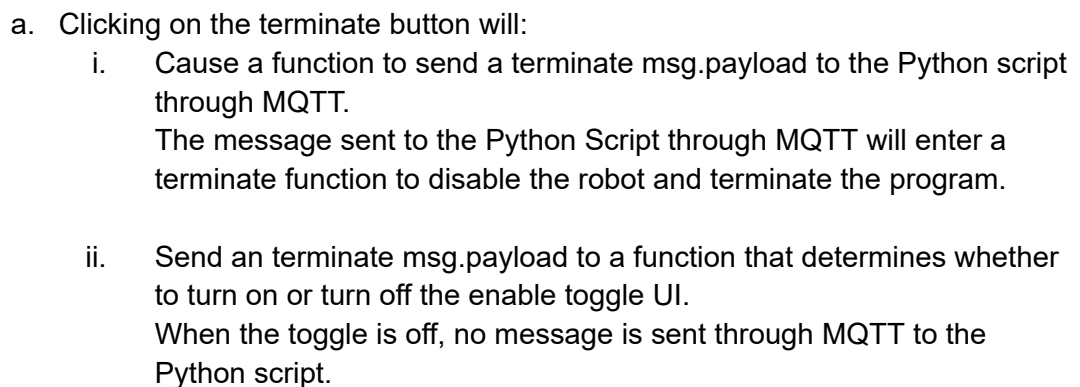 a. Clicking on the terminate button will:
i. Cause a function to send a terminate msg.payload to the Python script
through MQTT.
The message sent to the Python Script through MQTT will enter a
terminate function to disable the robot and terminate the program.
ii. Send an terminate msg.payload to a function that determines whether
to turn on or turn off the enable toggle UI.
When the toggle is off, no message is sent through MQTT to the
Python script.